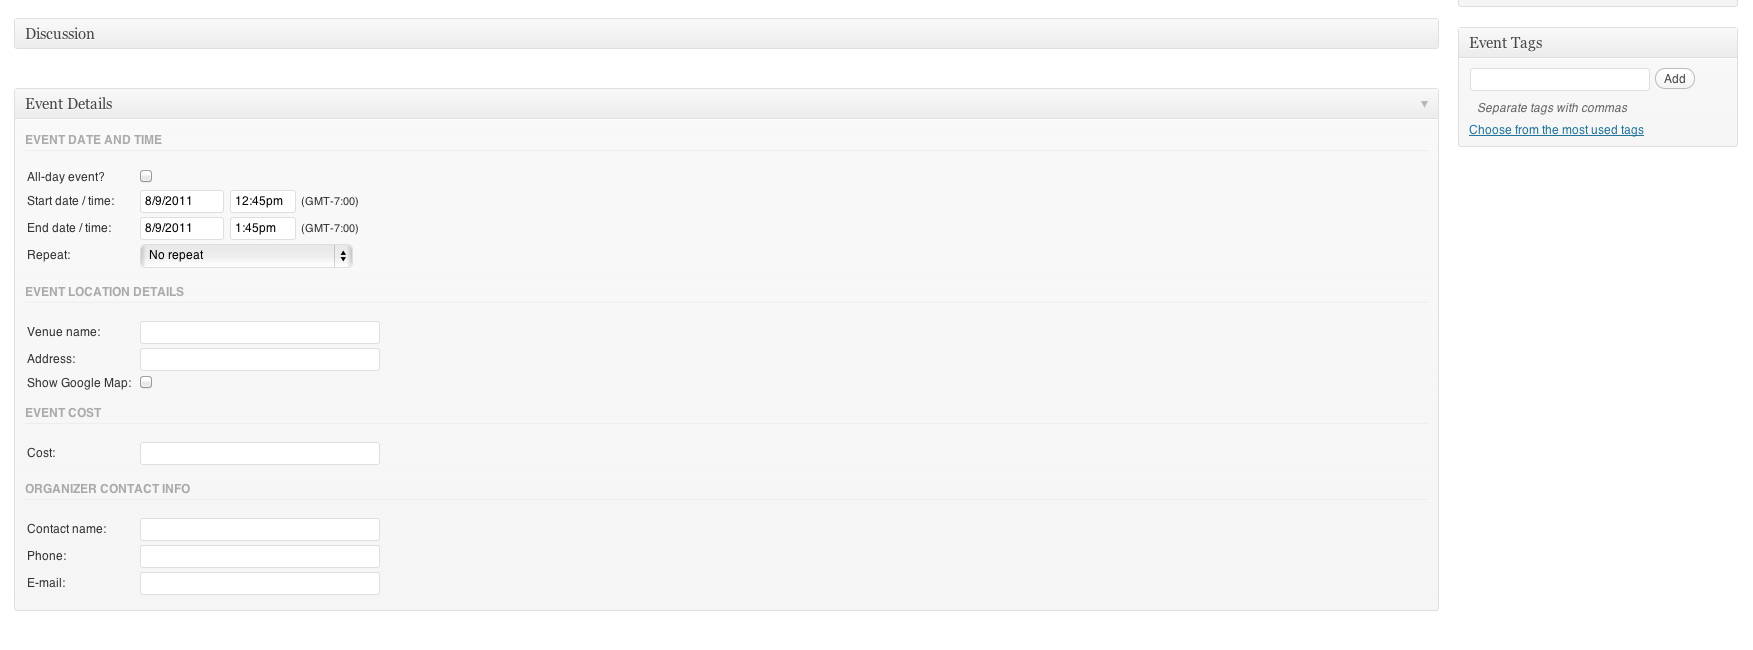 Discussion
Event Details
EVENT DATE AND TIME
All-day event?
Start date / time: 8/9/2011 12:45pm (GMT-7:00)
End date / time: 8/9/2011 1:45pm (GMT-7:00)
Repeat: No repeat
EVENT LOCATION DETAILS
Venue name:
Address:
Show Google Map:
EVENT COST
Cost:
ORGANIZER CONTACT INFO
Contact name:
Phone:
E-mail:
Event Tags
Add
Separate tags with commas
Choose from the most used tags